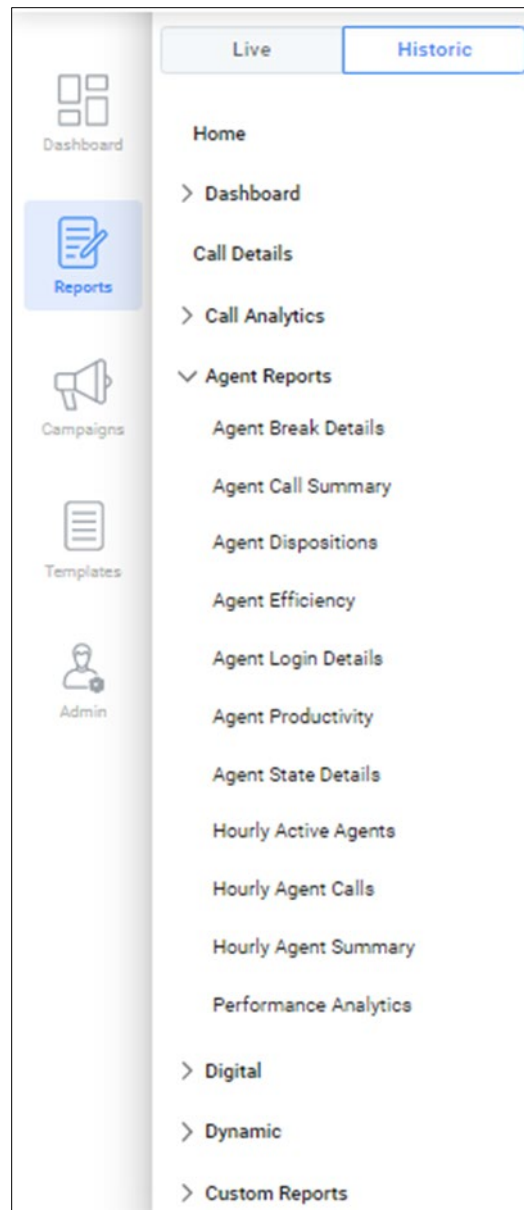 Dashboard
Reports
Campaigns
Templates
Admin
Live
Historic
Home
Dashboard
Call Details
Call Analytics
Agent Reports
Agent Break Details
Agent Call Summary
Agent Dispositions
Agent Efficiency
Agent Login Details
Agent Productivity
Agent State Details
Hourly Active Agents
Hourly Agent Calls
Hourly Agent Summary
Performance Analytics
Digital
Dynamic
Custom Reports